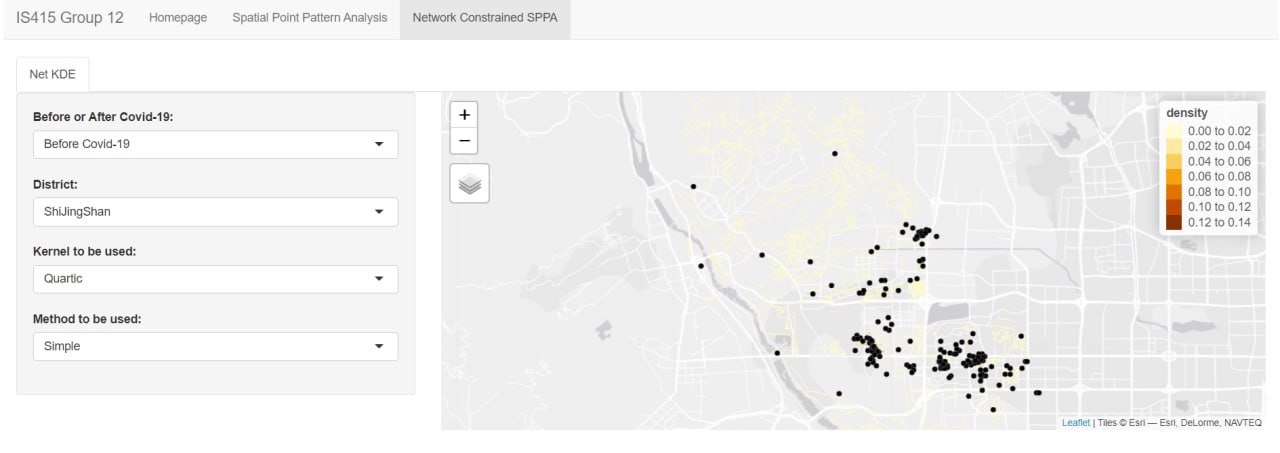 IS415 Group 12 Homepage Spatial Point Pattern Analysis Network Constrained SPPA
Net KDE
Before or After Covid-19:
Before Covid-19
District:
ShiJingShan
Kernel to be used:
Quartic
Method to be used:
Simple
+
−
density
0.00 to 0.02
0.02 to 0.04
0.04 to 0.06
0.06 to 0.08
0.08 to 0.10
0.10 to 0.12
0.12 to 0.14
Leaflet | Tiles © Esri — Esri, DeLorme, NAVTEQ